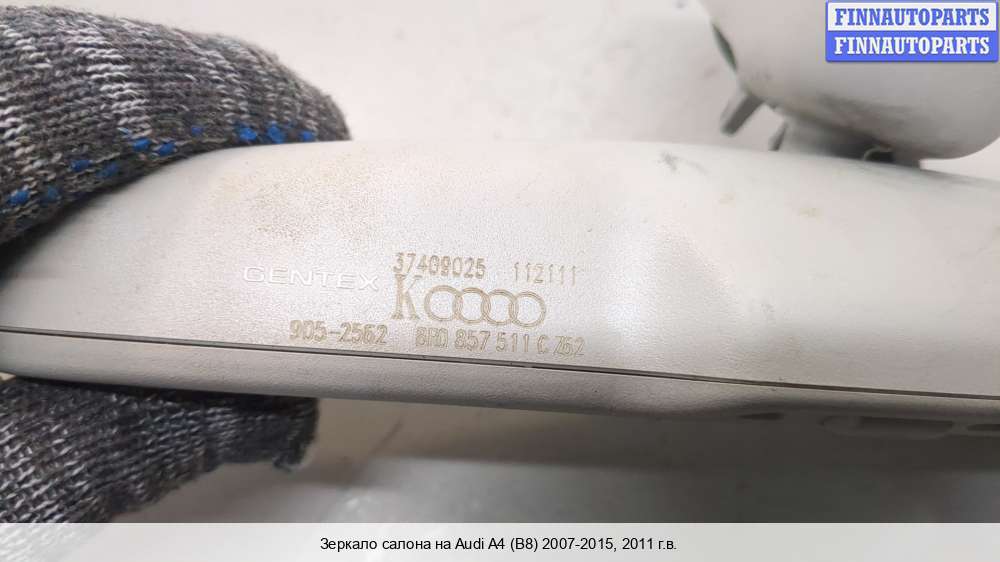 FINNAUTOPARTS
FINNAUTOPARTS
37409025 112111
GENTEX
K
905-2562 8R0 857 511 C Z62
Зеркало салона на Audi A4 (B8) 2007-2015, 2011 г.в.